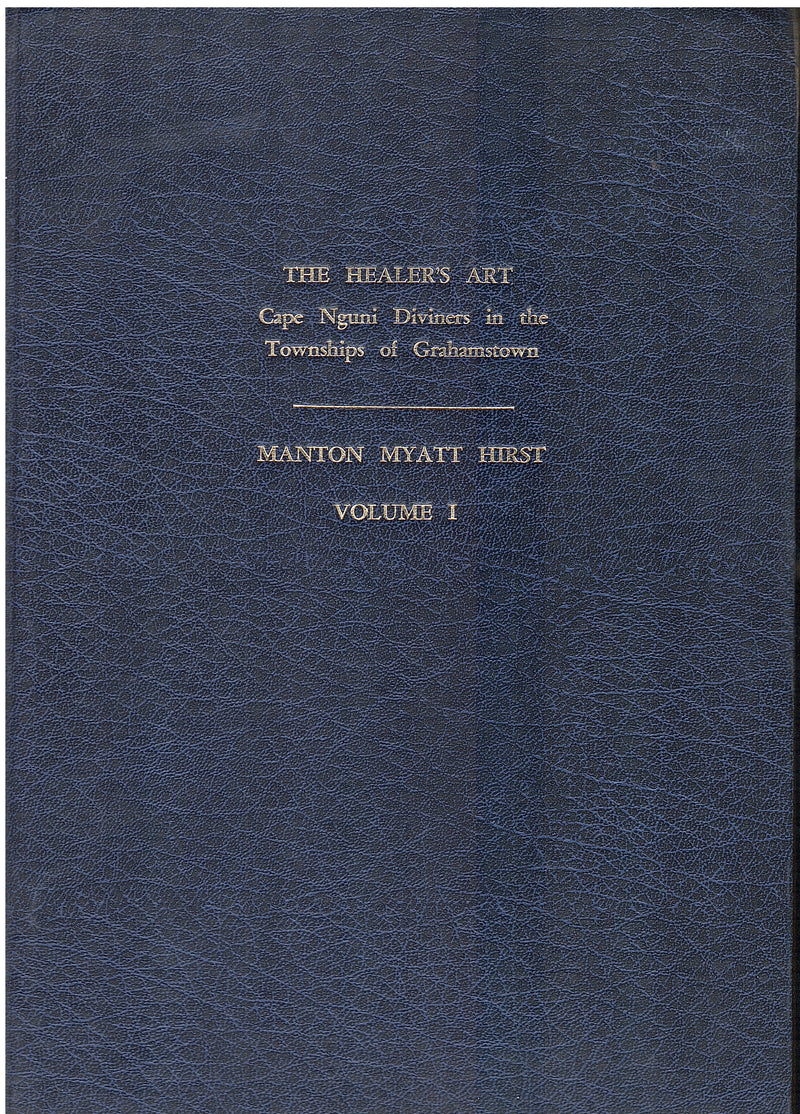 THE HEALER'S ART
Cape Nguni Diviners in the
Townships of Grahamstown
MANTON MYATT HIRST
VOLUME I